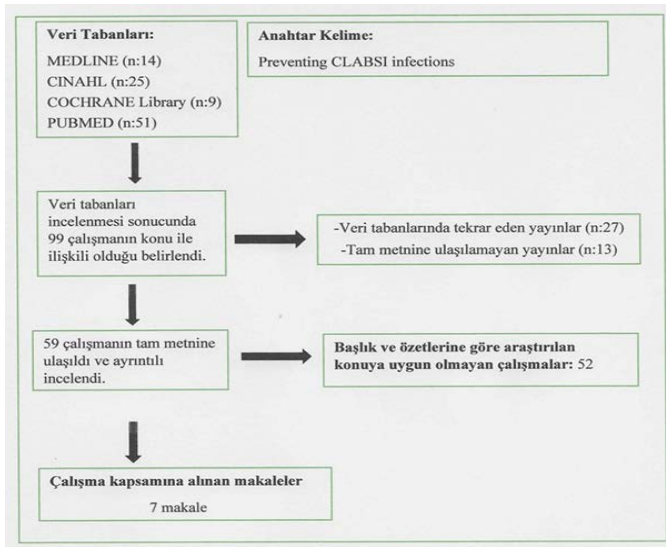 Veri Tabanları:
MEDLINE (n:14)
CINAHL (n:25)
COCHRANE Library (n:9)
PUBMED (n:51)
Anahtar Kelime:
Preventing CLABSI infections
Veri tabanları
incelenmesi sonucunda
99 çalışmanın konu ile
ilişkili olduğu belirlendi.
-Veri tabanlarında tekrar eden yayınlar (n:27)
-Tam metnine ulaşılamayan yayınlar (n:13)
59 çalışmanın tam metnine
ulaşıldı ve ayrıntılı
incelendi.
Başlık ve özetlerine göre araştırılan
konuya uygun olmayan çalışmalar: 52
Çalışma kapsamına alınan makaleler
7 makale